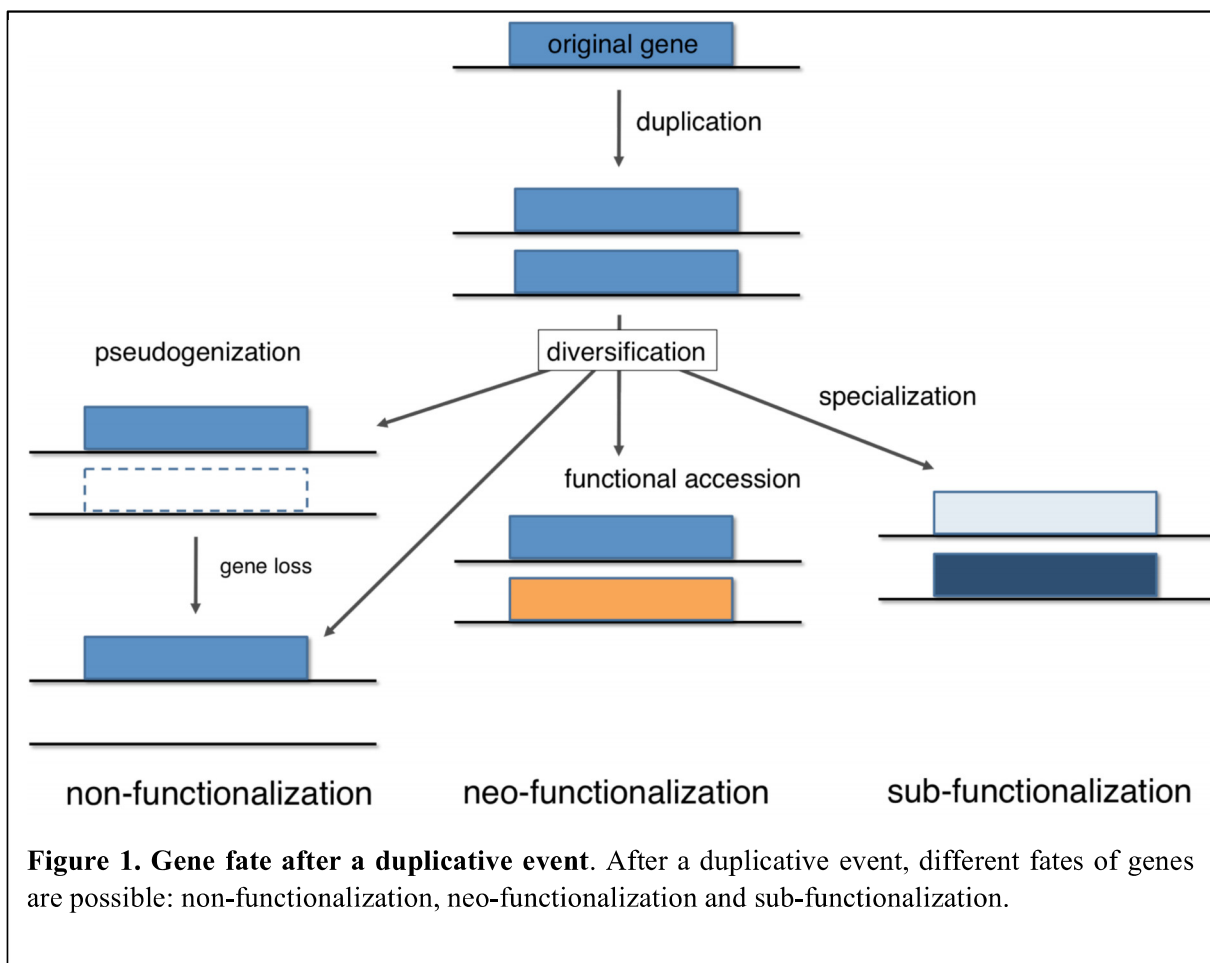 original gene
duplication
diversification
pseudogenization
specialization
functional accession
gene loss
non-functionalization
neo-functionalization
sub-functionalization
Figure 1. Gene fate after a duplicative event. After a duplicative event, different fates of genes
are possible: non-functionalization, neo-functionalization and sub-functionalization.